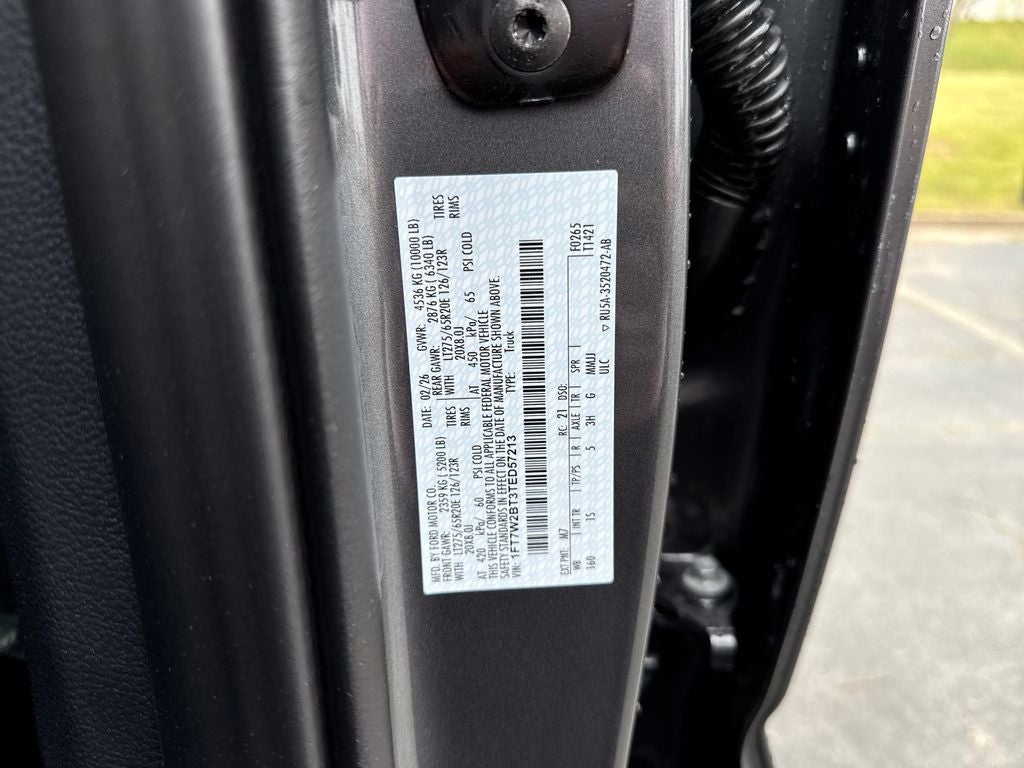 MFD. BY FORD MOTOR CO.
DATE: 02/26 GVWR: 4536 KG (10000 LB)
FRONT GAWR: 2359 KG ( 5200 LB) REAR GAWR: 2876 KG ( 6340 LB)
WITH LT275/65R20E 126/123R TIRES WITH LT275/65R20E 126/123R TIRES
20X8.0J RIMS 20X8.0J RIMS
AT 420 kPa/ 60 PSI COLD AT 450 kPa/ 65 PSI COLD
THIS VEHICLE CONFORMS TO ALL APPLICABLE FEDERAL MOTOR VEHICLE
SAFETY STANDARDS IN EFFECT ON THE DATE OF MANUFACTURE SHOWN ABOVE.
VIN: 1FT7W2BT3TED57213 TYPE: Truck
EXT PNT: M7 RC: 21 DSO: F0265
WB INT TR TP/PS R AXLE TR SPR T1421
160 1S 5 3H G MMUJ
ULC ▽ RU5A-3520472-AB